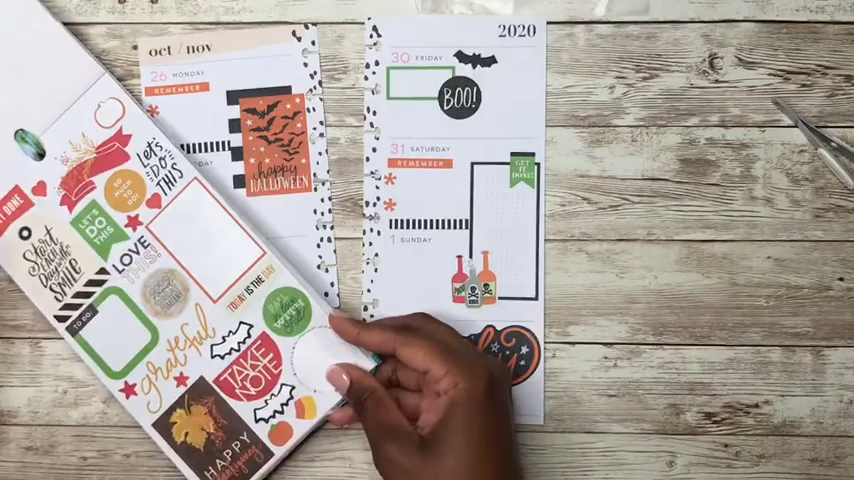 oct / nov
26 MONDAY
REMEMBER
happy
HALLOWEEN
2020
30 FRIDAY
BOO!
31 SATURDAY
REMEMBER
GET
IT
DONE!
1 SUNDAY
LET'S
DO
THIS
DONE
SO
MUCH
TO DO!
LET'S
DO
THIS
Start
Day
SMILE
I
LOVE
THIS!
TODAY IS THE DAY
TO DO:
grateful
WITH IT
TAKE
NOTE
HAPPY
thanksgiving